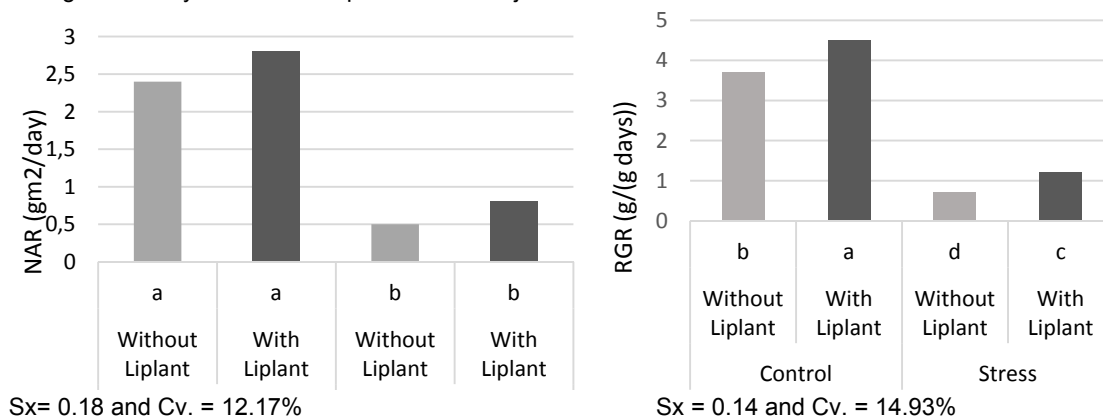 3
2,5
2
1,5
1
0,5
0
NAR (gm2/day)
a a b b
Without Liplant With Liplant Without Liplant With Liplant
Sx= 0.18 and Cv. = 12.17%
5
4
3
2
1
0
RGR (g/(g days))
b a d c
Without Liplant With Liplant Without Liplant With Liplant
Control Stress
Sx = 0.14 and Cv. = 14.93%